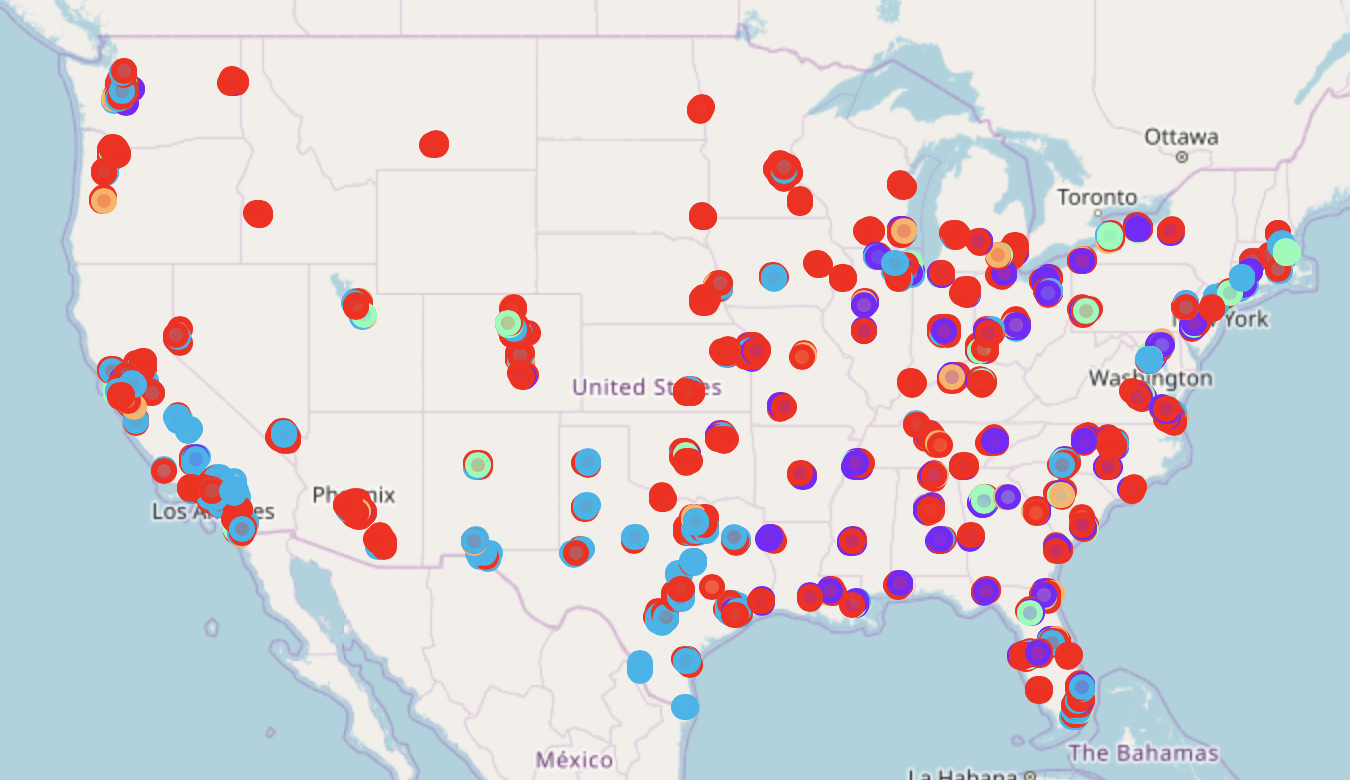 Ottawa
Toronto
New York
United States
Washington
Phoenix
Los Angeles
México
The Bahamas
La Habana